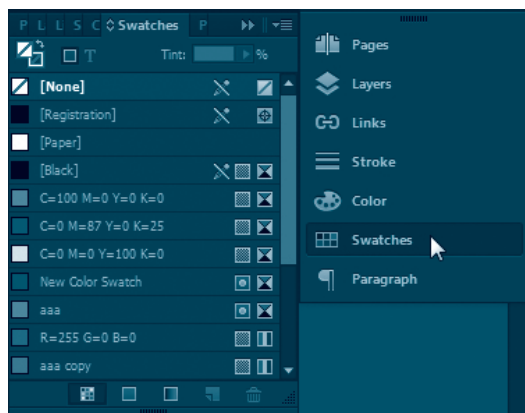 P L L S C Swatches P
T Tint: %
[None]
[Registration]
[Paper]
[Black]
C=100 M=0 Y=0 K=0
C=0 M=87 Y=0 K=25
C=0 M=0 Y=100 K=0
New Color Swatch
aaa
R=255 G=0 B=0
aaa copy
Pages
Layers
Links
Stroke
Color
Swatches
Paragraph